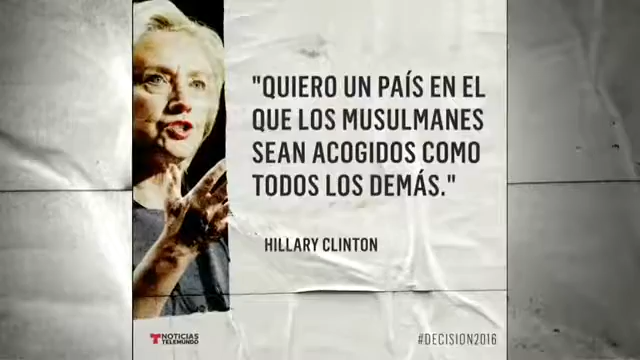 "QUIERO UN PAÍS EN EL
QUE LOS MUSULMANES
SEAN ACOGIDOS COMO
TODOS LOS DEMÁS."
HILLARY CLINTON
NOTICIAS
TELEMUNDO
#DECISION2016